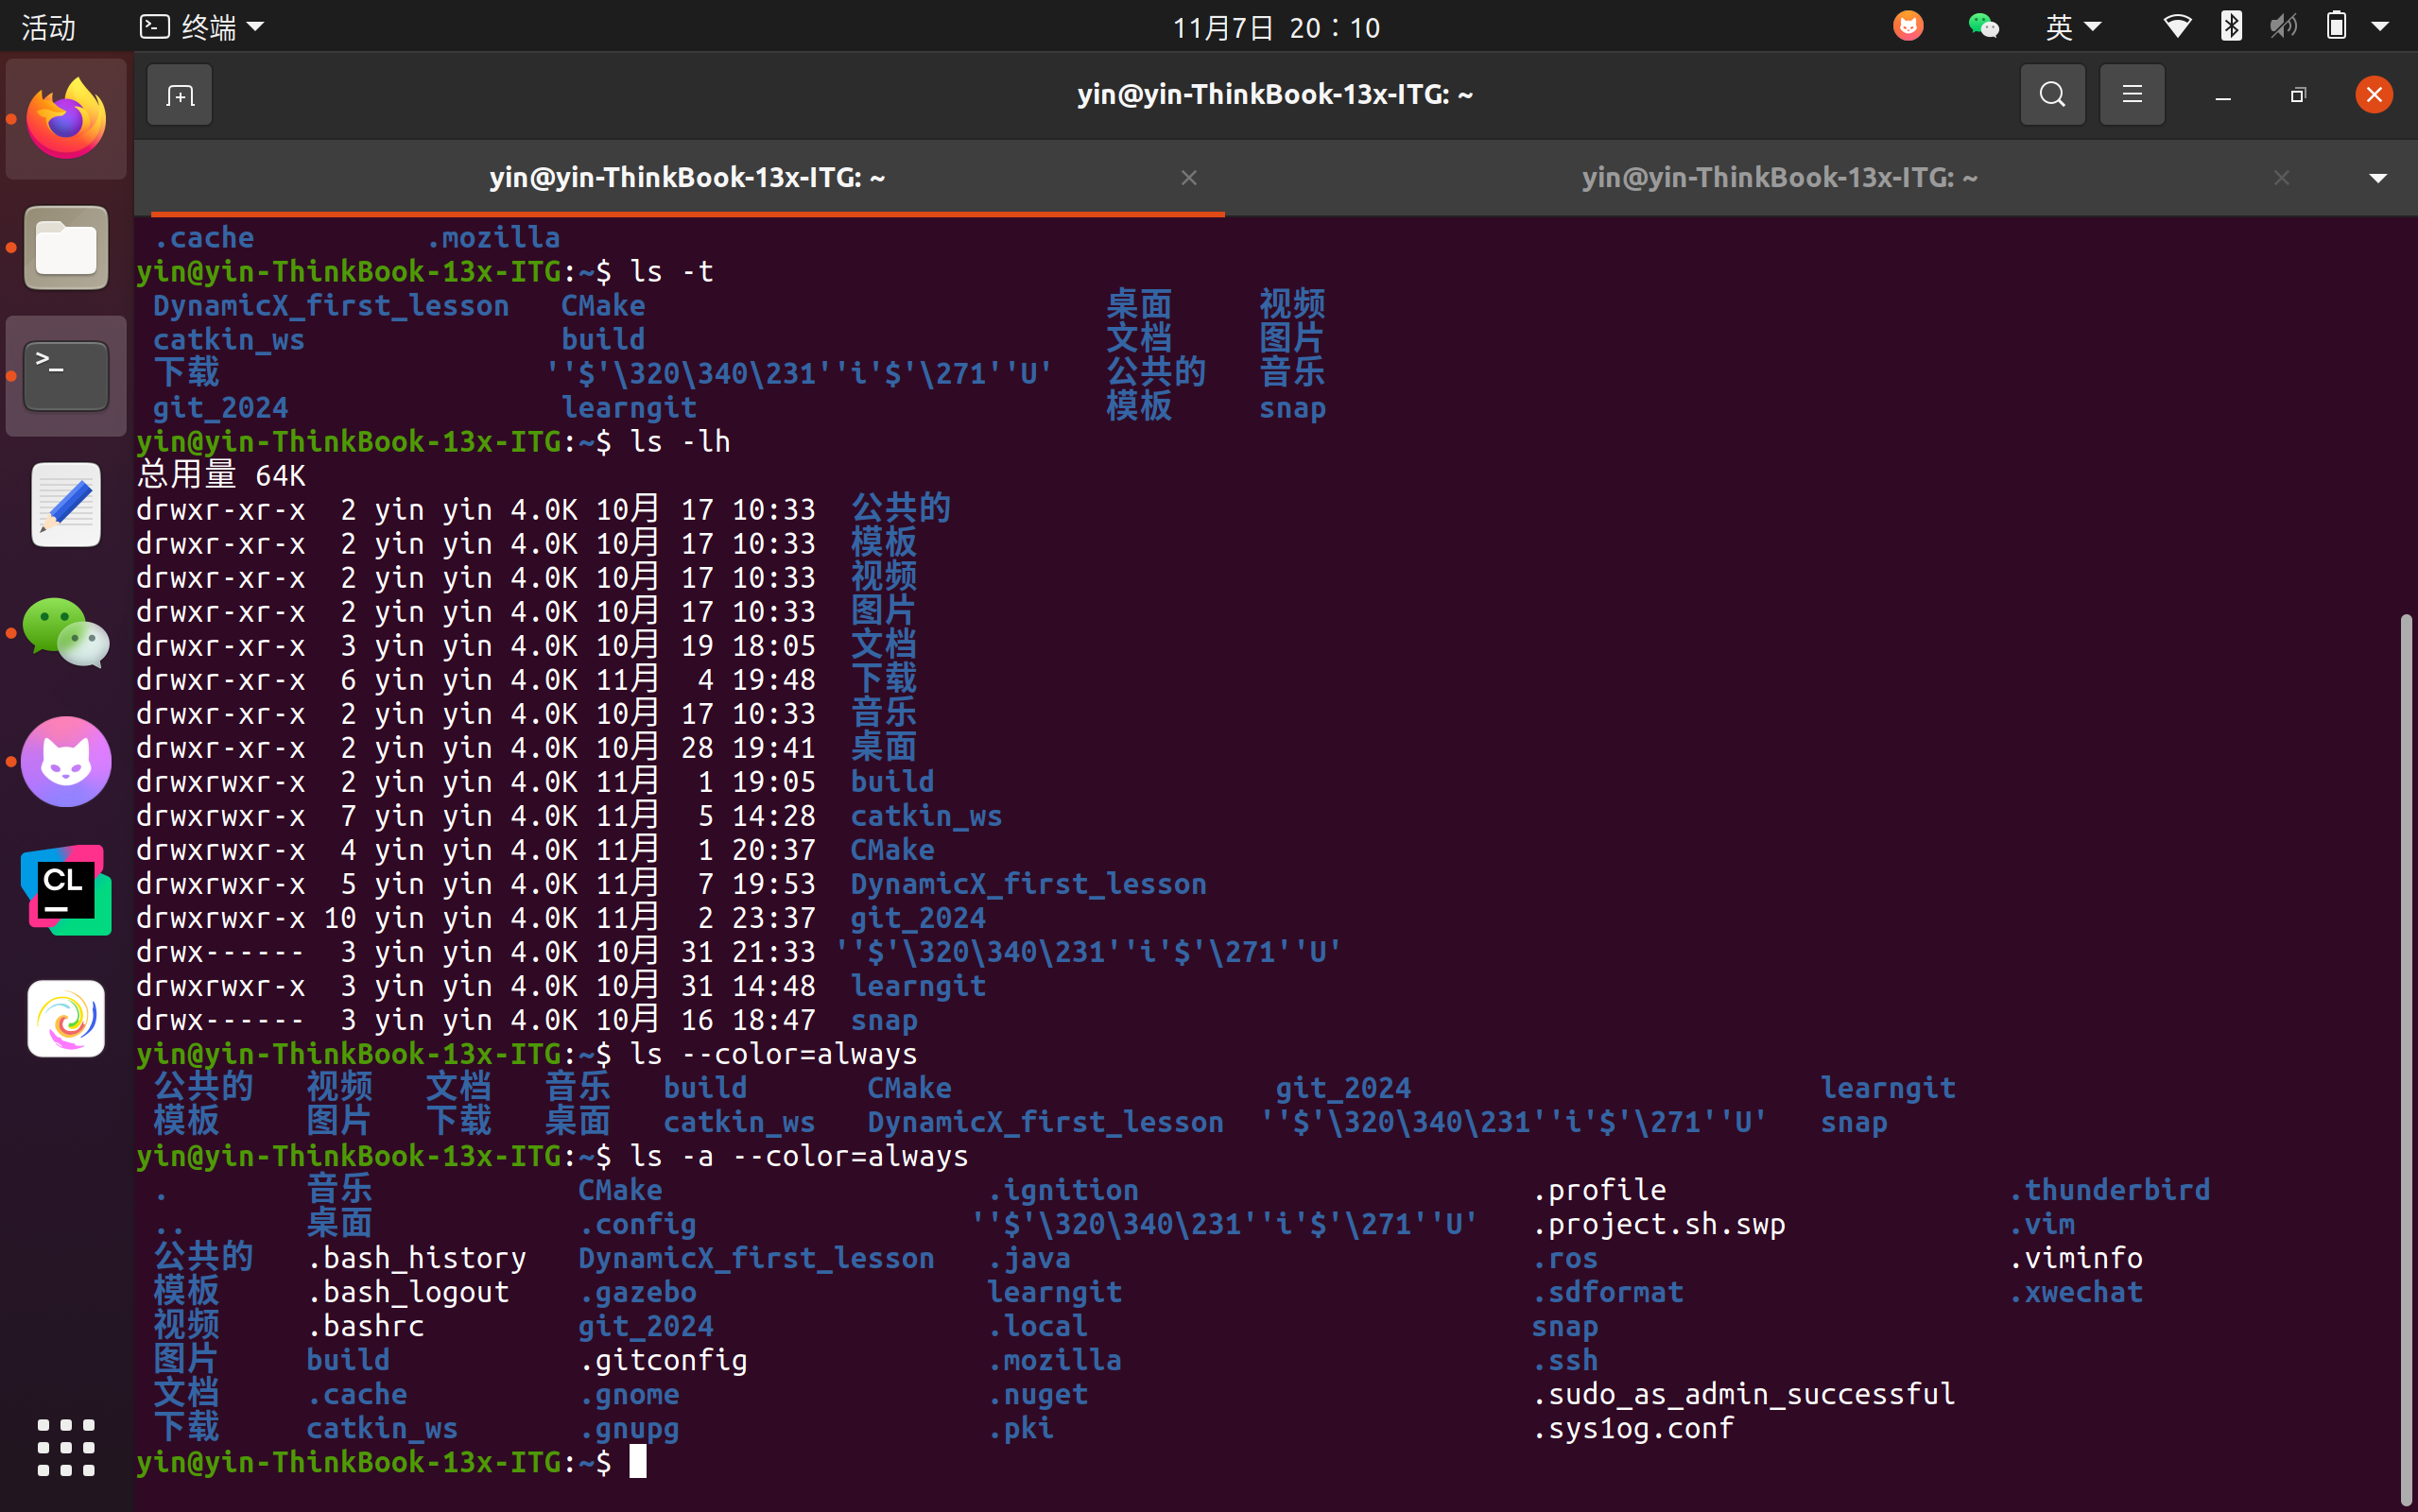 活动 终端 11月7日 20：10 英
yin@yin-ThinkBook-13x-ITG: ~
yin@yin-ThinkBook-13x-ITG: ~ × yin@yin-ThinkBook-13x-ITG: ~ ×
.cache .mozilla
yin@yin-ThinkBook-13x-ITG:~$ ls -t
DynamicX_first_lesson CMake 桌面 视频
catkin_ws build 文档 图片
下载 ''$'\320\340\231''i'$'\271''U' 公共的 音乐
git_2024 learngit 模板 snap
yin@yin-ThinkBook-13x-ITG:~$ ls -lh
总用量 64K
drwxr-xr-x 2 yin yin 4.0K 10月 17 10:33 公共的
drwxr-xr-x 2 yin yin 4.0K 10月 17 10:33 模板
drwxr-xr-x 2 yin yin 4.0K 10月 17 10:33 视频
drwxr-xr-x 2 yin yin 4.0K 10月 17 10:33 图片
drwxr-xr-x 3 yin yin 4.0K 10月 19 18:05 文档
drwxr-xr-x 6 yin yin 4.0K 11月 4 19:48 下载
drwxr-xr-x 2 yin yin 4.0K 10月 17 10:33 音乐
drwxr-xr-x 2 yin yin 4.0K 10月 28 19:41 桌面
drwxrwxr-x 2 yin yin 4.0K 11月 1 19:05 build
drwxrwxr-x 7 yin yin 4.0K 11月 5 14:28 catkin_ws
drwxrwxr-x 4 yin yin 4.0K 11月 1 20:37 CMake
drwxrwxr-x 5 yin yin 4.0K 11月 7 19:53 DynamicX_first_lesson
drwxrwxr-x 10 yin yin 4.0K 11月 2 23:37 git_2024
drwx------ 3 yin yin 4.0K 10月 31 21:33 ''$'\320\340\231''i'$'\271''U'
drwxrwxr-x 3 yin yin 4.0K 10月 31 14:48 learngit
drwx------ 3 yin yin 4.0K 10月 16 18:47 snap
yin@yin-ThinkBook-13x-ITG:~$ ls --color=always
公共的 视频 文档 音乐 build CMake git_2024 learngit
模板 图片 下载 桌面 catkin_ws DynamicX_first_lesson ''$'\320\340\231''i'$'\271''U' snap
yin@yin-ThinkBook-13x-ITG:~$ ls -a --color=always
. 音乐 CMake .ignition .profile .thunderbird
.. 桌面 .config ''$'\320\340\231''i'$'\271''U' .project.sh.swp .vim
公共的 .bash_history DynamicX_first_lesson .java .ros .viminfo
模板 .bash_logout .gazebo learngit .sdformat .xwechat
视频 .bashrc git_2024 .local snap
图片 build .gitconfig .mozilla .ssh
文档 .cache .gnome .nuget .sudo_as_admin_successful
下载 catkin_ws .gnupg .pki .sys1og.conf
yin@yin-ThinkBook-13x-ITG:~$
CL